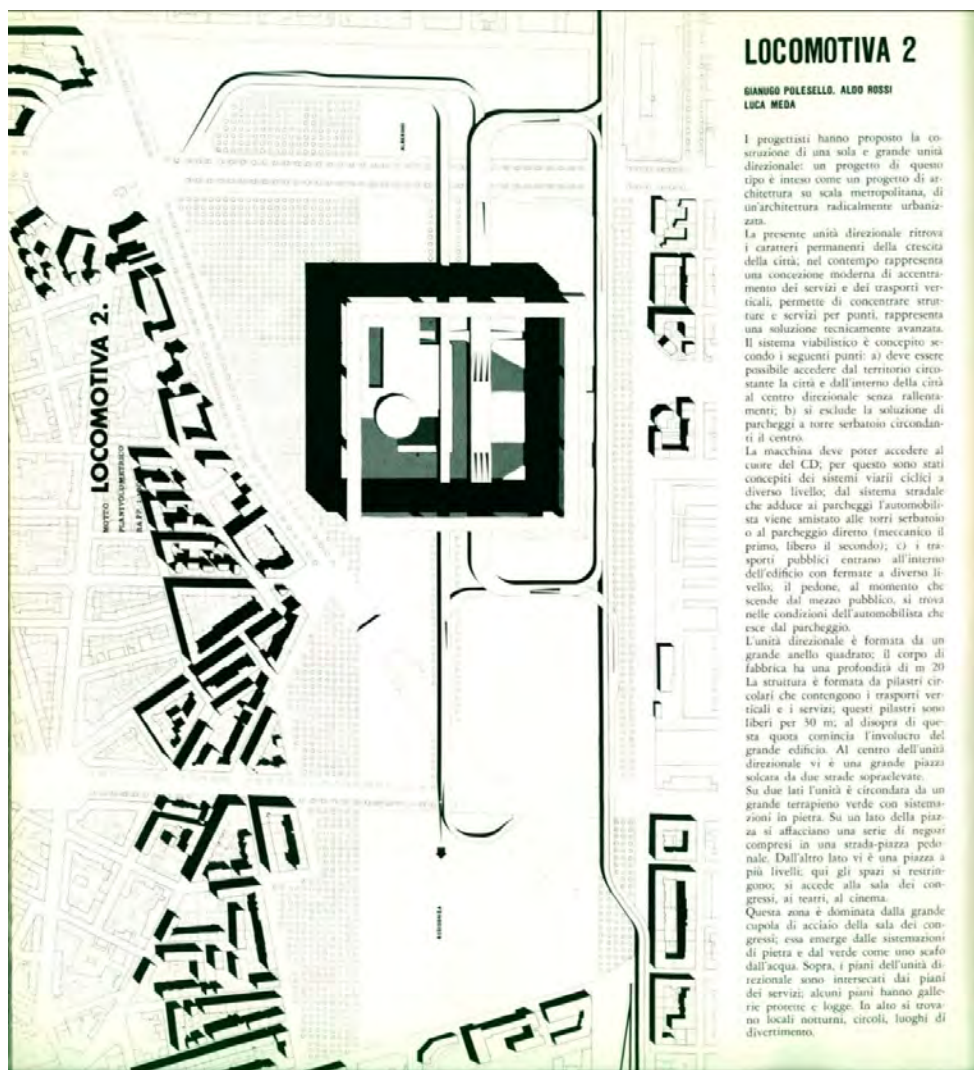 LOCOMOTIVA 2
GIANUGO POLESELLO. ALDO ROSSI
LUCA MEDA
I progettisti hanno proposto la co-
struzione di una sola e grande unità
direzionale: un progetto di questo
tipo è inteso come un progetto di ar-
chitettura su scala metropolitana, di
un'architettura radicalmente urbaniz-
zata.
La presente unità direzionale ritrova
i caratteri permanenti della crescita
della città; nel contempo rappresenta
una concezione moderna di accentra-
mento dei servizi e dei trasporti ver-
ticali, permette di concentrare strut-
ture e servizi per punti, rappresenta
una soluzione tecnicamente avanzata.
Il sistema viabilistico è concepito se-
condo i seguenti punti: a) deve essere
possibile accedere dal territorio circo-
stante la città e dall'interno della città
al centro direzionale senza rallenta-
menti; b) si esclude la soluzione di
parcheggi a torre serbatoio circondan-
ti il centro.
La macchina deve poter accedere al
cuore del CD; per questo sono stati
concepiti dei sistemi viarii ciclici a
diverso livello; dal sistema stradale
che adduce ai parcheggi l'automobili-
sta viene smistato alle torri serbatoio
o al parcheggio diretto (meccanico il
primo, libero il secondo); c) i tra-
sporti pubblici entrano all'interno
dell'edificio con fermate a diverso li-
vello; il pedone, al momento che
scende dal mezzo pubblico, si trova
nelle condizioni dell'automobilista che
esce dal parcheggio.
L'unità direzionale è formata da un
grande anello quadrato; il corpo di
fabbrica ha una profondità di m 20
La struttura è formata da pilastri cir-
colari che contengono i trasporti ver-
ticali e i servizi; questi pilastri sono
liberi per 30 m; al disopra di que-
sta quota comincia l'involucro del
grande edificio. Al centro dell'unità
direzionale vi è una grande piazza
solcata da due strade sopraelevate.
Su due lati l'unità è circondara da un
grande terrapieno verde con sistema-
zioni in pietra. Su un lato della piaz-
za si affacciano una serie di negozi
compresi in una strada-piazza pedo-
nale. Dall'altro lato vi è una piazza a
più livelli; qui gli spazi si restrin-
gono; si accede alla sala dei con-
gressi, ai teatri, al cinema.
Questa zona è dominata dalla grande
cupola di acciaio della sala dei con-
gressi; essa emerge dalle sistemazioni
di pietra e dal verde come uno scafo
dall'acqua. Sopra, i piani dell'unità di-
rezionale sono intersecati dai piani
dei servizi; alcuni piani hanno galle-
rie protette e logge. In alto si trova-
no locali notturni, circoli, luoghi di
divertimento.
MOTTO: LOCOMOTIVA 2.
PLANIVOLUMETRICO
RAPP.
RESIDENZA